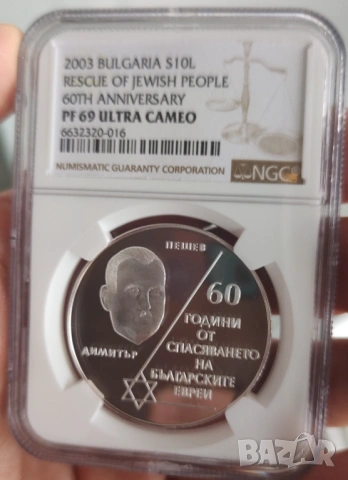 2003 BULGARIA S10L
RESCUE OF JEWISH PEOPLE
60TH ANNIVERSARY
PF 69 ULTRA CAMEO
6632320-016
NUMISMATIC GUARANTY CORPORATION
NGC
ПЕШЕВ
ДИМИТЪР
60
ГОДИНИ
ОТ
СПАСЯВАНЕТО
НА
БЪЛГАРСКИТЕ
ЕВРЕИ
BAZAR